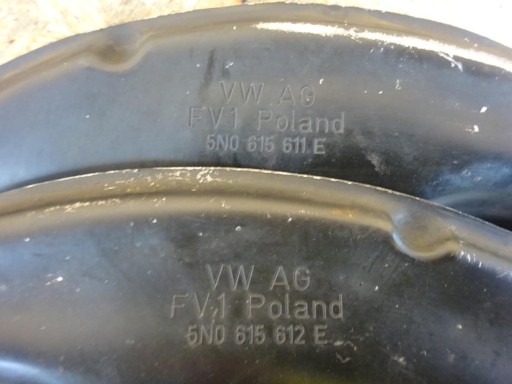 VW AG
FV1 Poland
5N0 615 611 E
VW AG
FV1 Poland
5N0 615 612 E